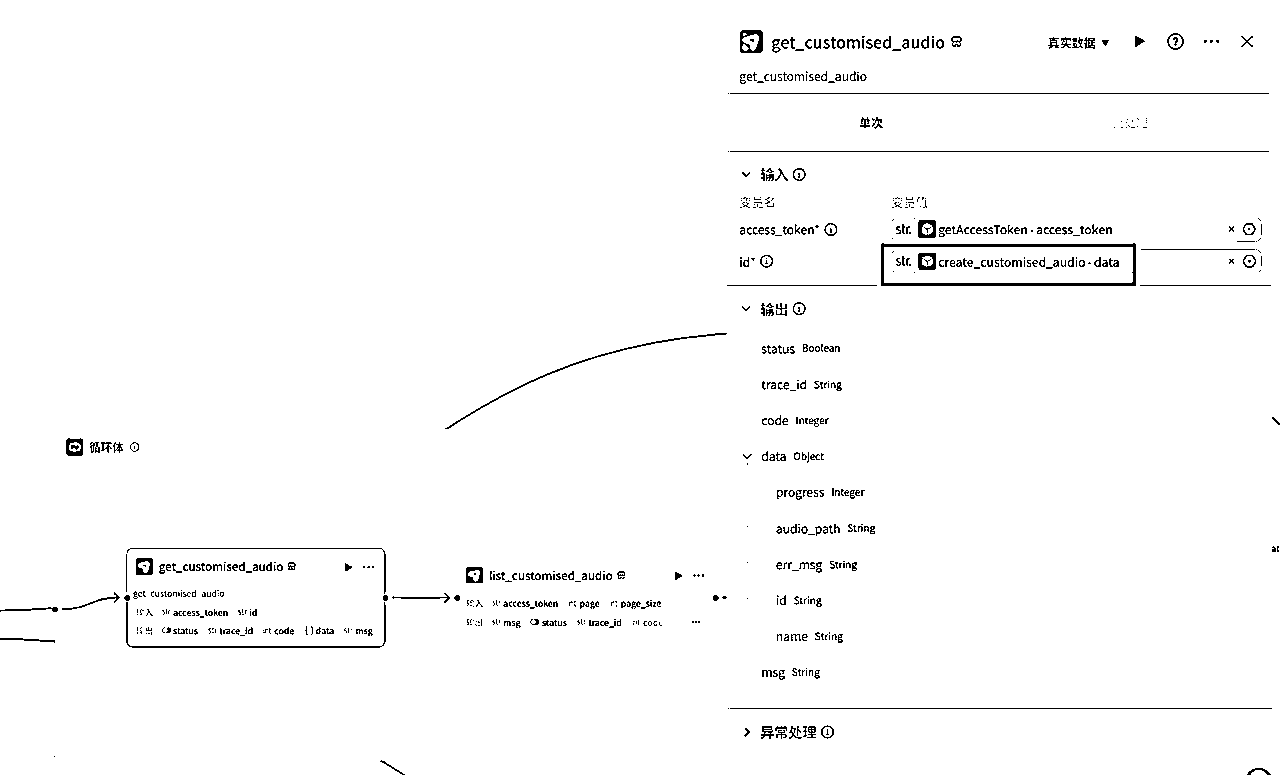 get_customised_audio
真实数据
get_customised_audio
单次
输入
变量名 变量值
access_token* str. getAccessToken - access_token
id* str. create_customised_audio - data
输出
status Boolean
trace_id String
code Integer
data Object
progress Integer
audio_path String
err_msg String
id String
name String
msg String
异常处理
循环体
get_customised_audio
get_customised_audio
输入 str. access_token str. id
输出 status str. trace_id int. code {} data str. msg
list_customised_audio
输入 str. access_token int. page int. page_size
输出 str. msg status str. trace_id int. code ...
at